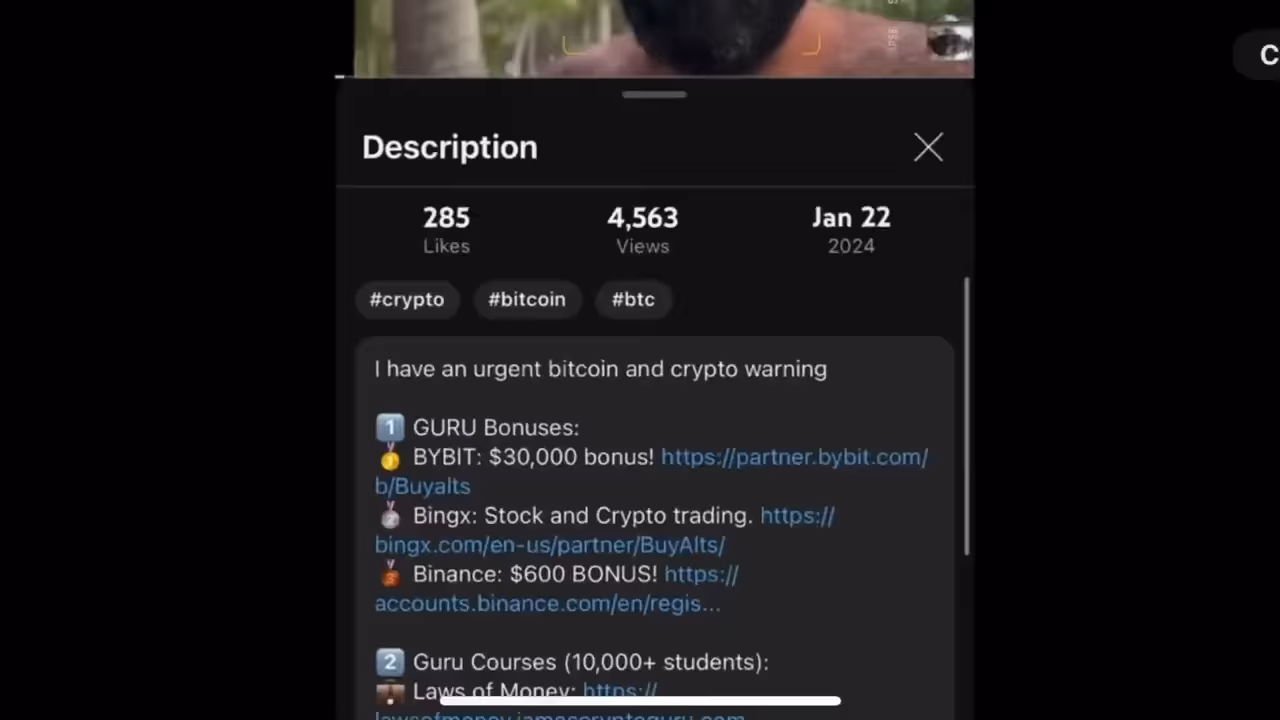 C
Description
285
Likes
4,563
Views
Jan 22
2024
#crypto
#bitcoin
#btc
I have an urgent bitcoin and crypto warning
1️⃣ GURU Bonuses:
🥇 BYBIT: $30,000 bonus! https://partner.bybit.com/
b/Buyalts
🥈 Bingx: Stock and Crypto trading. https://
bingx.com/en-us/partner/BuyAlts/
🥉 Binance: $600 BONUS! https://
accounts.binance.com/en/regis...
2️⃣ Guru Courses (10,000+ students):
💼 Laws of Money: https://
lawsofmoney.jamescryptoguru.com